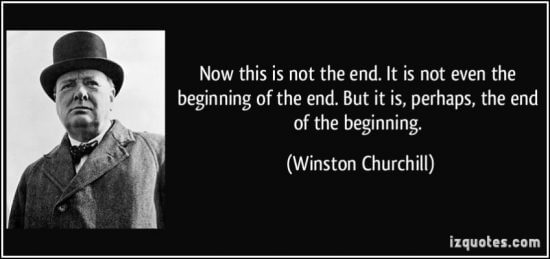 Now this is not the end. It is not even the
beginning of the end. But it is, perhaps, the end
of the beginning.
(Winston Churchill)
izquotes.com